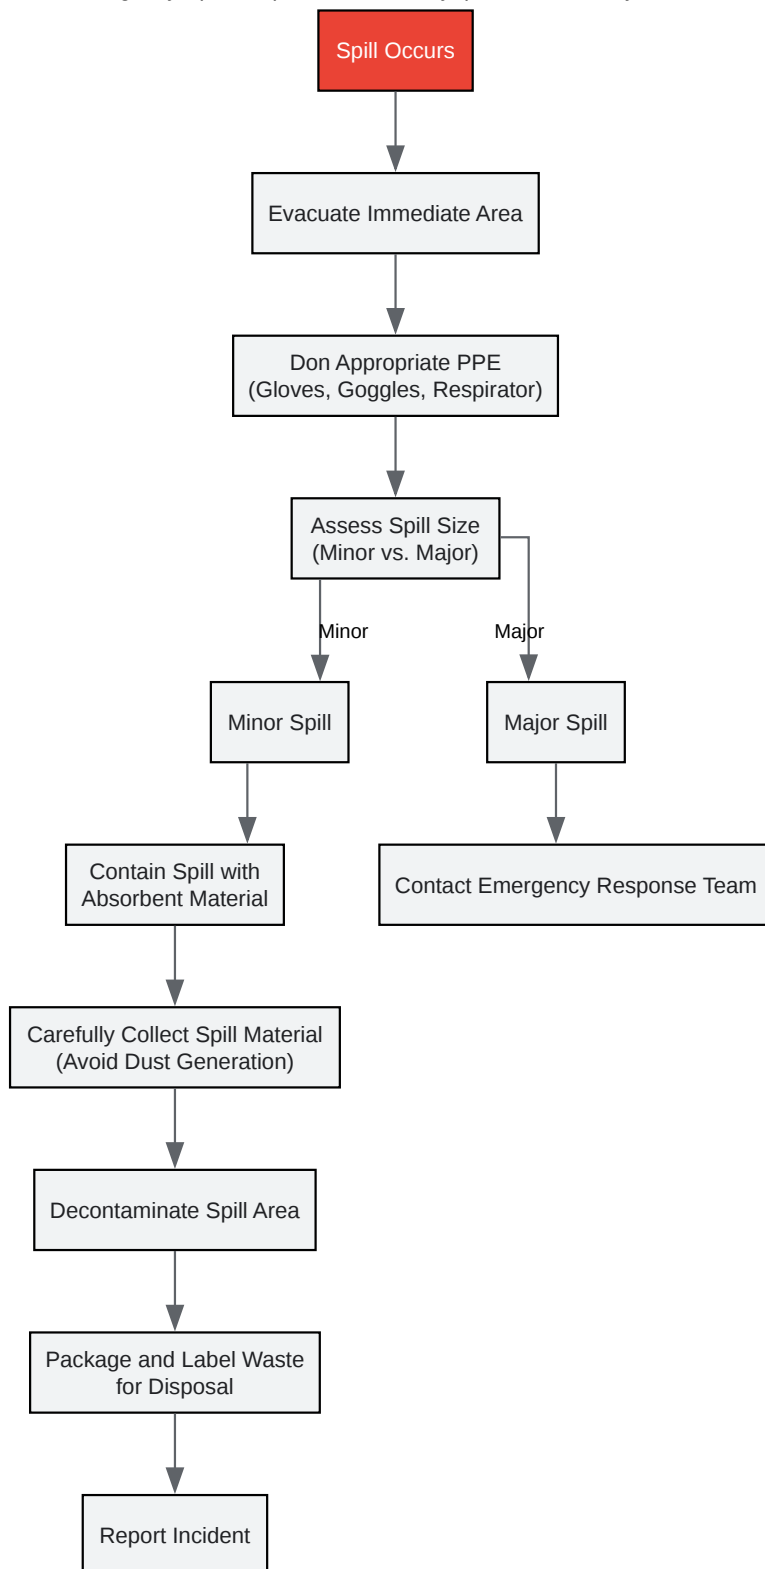 Spill Occurs
Evacuate Immediate Area
Don Appropriate PPE
(Gloves, Goggles, Respirator)
Assess Spill Size
(Minor vs. Major)
Minor
Major
Minor Spill
Major Spill
Contain Spill with
Absorbent Material
Contact Emergency Response Team
Carefully Collect Spill Material
(Avoid Dust Generation)
Decontaminate Spill Area
Package and Label Waste
for Disposal
Report Incident